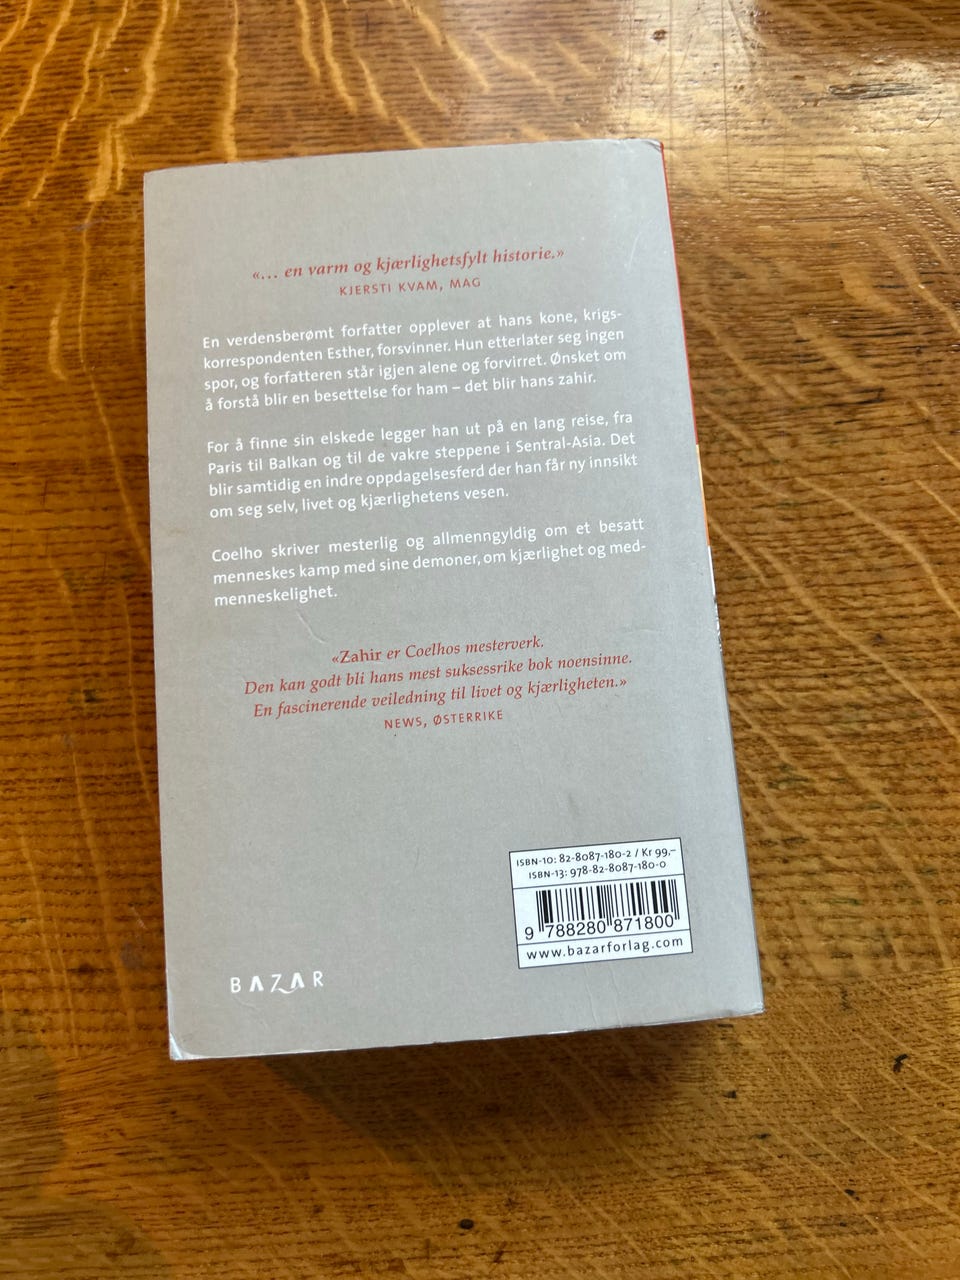 «... en varm og kjærlighetsfylt historie.»
KJERSTI KVAM, MAG
En verdensberømt forfatter opplever at hans kone, krigs-
korrespondenten Esther, forsvinner. Hun etterlater seg ingen
spor, og forfatteren står igjen alene og forvirret. Ønsket om
å forstå blir en besettelse for ham – det blir hans zahir.
For å finne sin elskede legger han ut på en lang reise, fra
Paris til Balkan og til de vakre steppene i Sentral-Asia. Det
blir samtidig en indre oppdagelsesferd der han får ny innsikt
om seg selv, livet og kjærlighetens vesen.
Coelho skriver mesterlig og allmenngyldig om et besatt
menneskes kamp med sine demoner, om kjærlighet og med-
menneskelighet.
«Zahir er Coelhos mesterverk.
Den kan godt bli hans mest suksessrike bok noensinne.
En fascinerende veiledning til livet og kjærligheten.»
NEWS, ØSTERRIKE
ISBN-10: 82-8087-180-2 / Kr 99,–
ISBN-13: 978-82-8087-180-0
9 788280 871800
www.bazarforlag.com
BAZAR